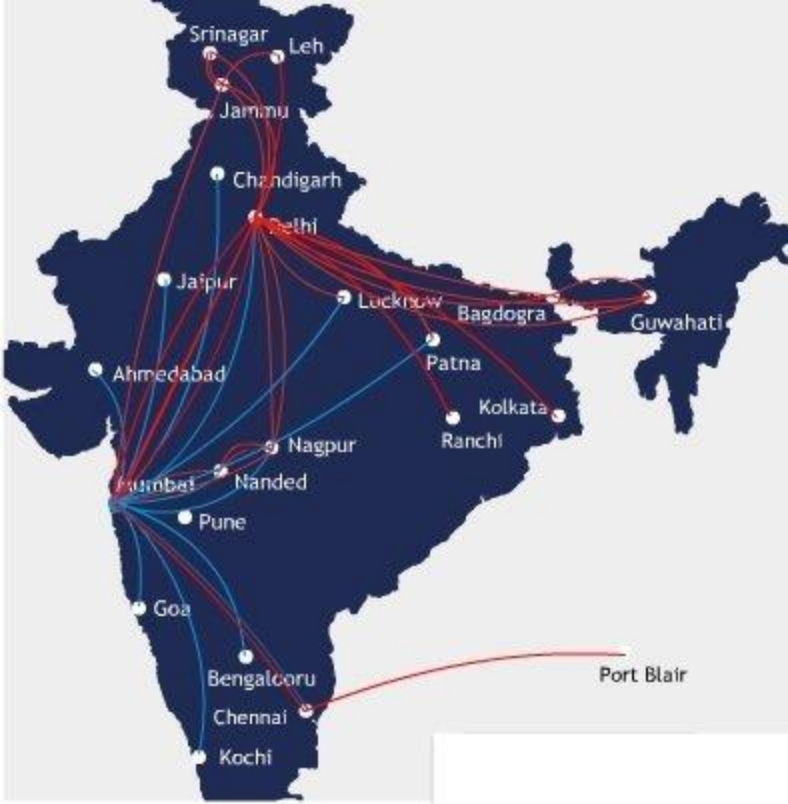 Srinagar
Leh
Jammu
Chandigarh
Delhi
Jaipur
Lucknow
Bagdogra
Guwahati
Patna
Ahmedabad
Kolkata
Ranchi
Nagpur
Mumbai
Nanded
Pune
Goa
Bengalooru
Port Blair
Chennai
Kochi